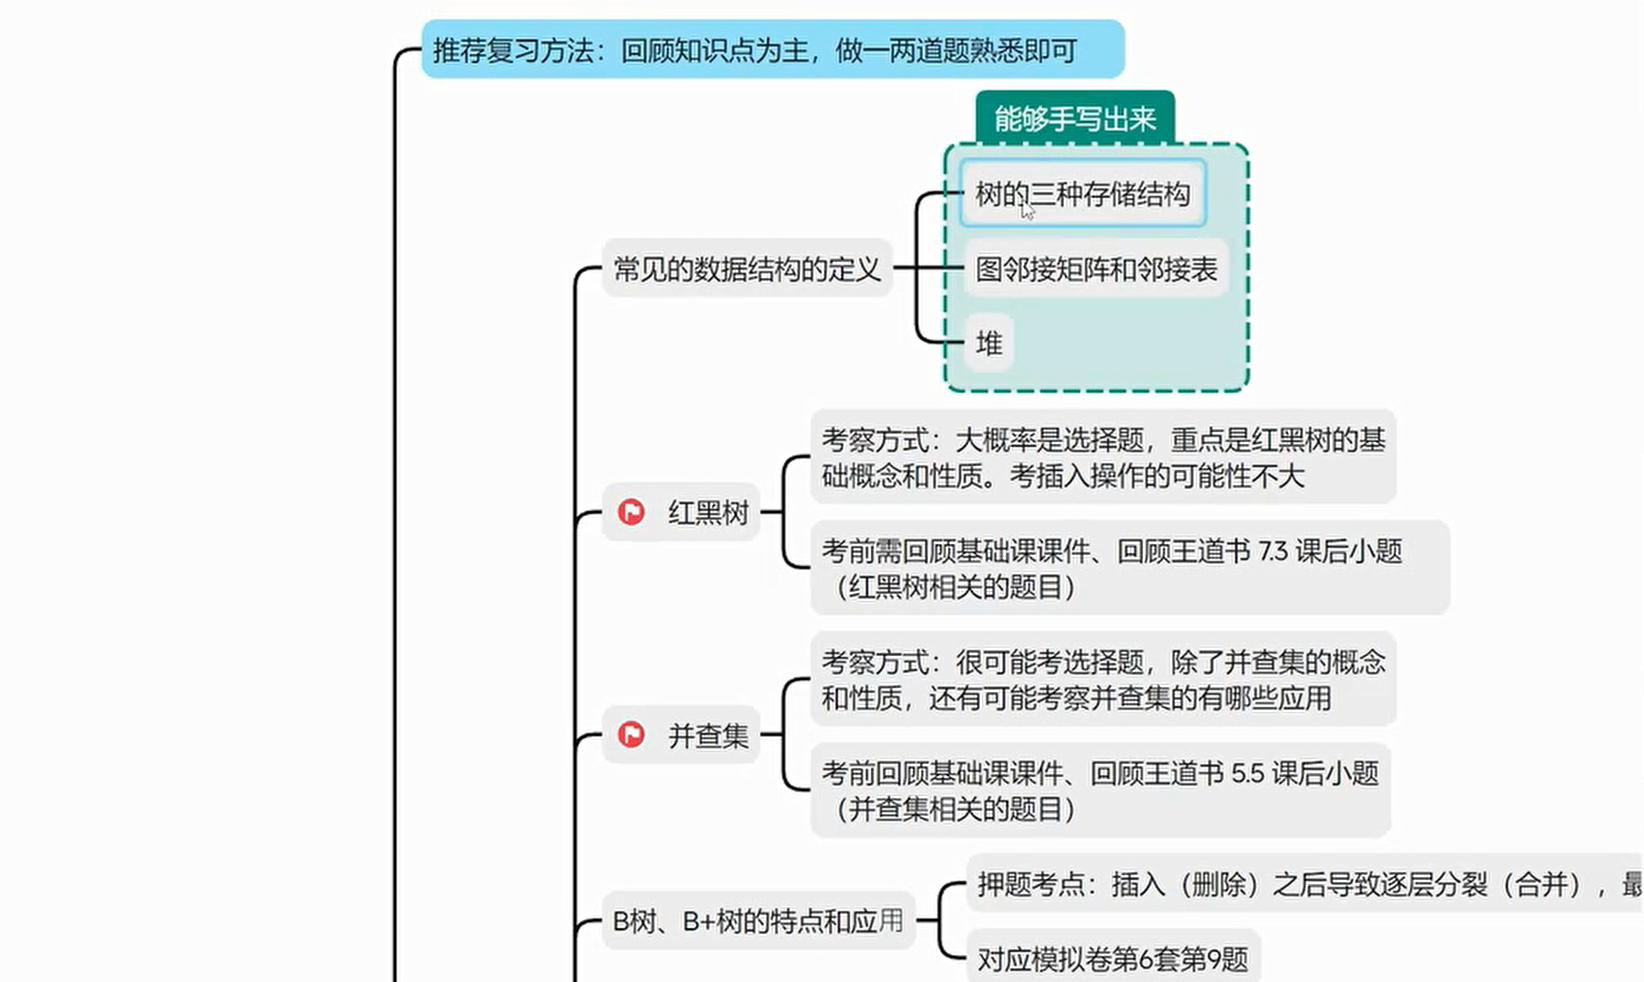 推荐复习方法：回顾知识点为主，做一两道题熟悉即可
能够手写出来
树的三种存储结构
常见的数据结构的定义
图邻接矩阵和邻接表
堆
考察方式：大概率是选择题，重点是红黑树的基
础概念和性质。考插入操作的可能性不大
红黑树
考前需回顾基础课课件、回顾王道书 7.3 课后小题
（红黑树相关的题目）
考察方式：很可能考选择题，除了并查集的概念
和性质，还有可能考察并查集的有哪些应用
并查集
考前回顾基础课课件、回顾王道书 5.5 课后小题
（并查集相关的题目）
押题考点：插入（删除）之后导致逐层分裂（合并），最
B树、B+树的特点和应用
对应模拟卷第6套第9题